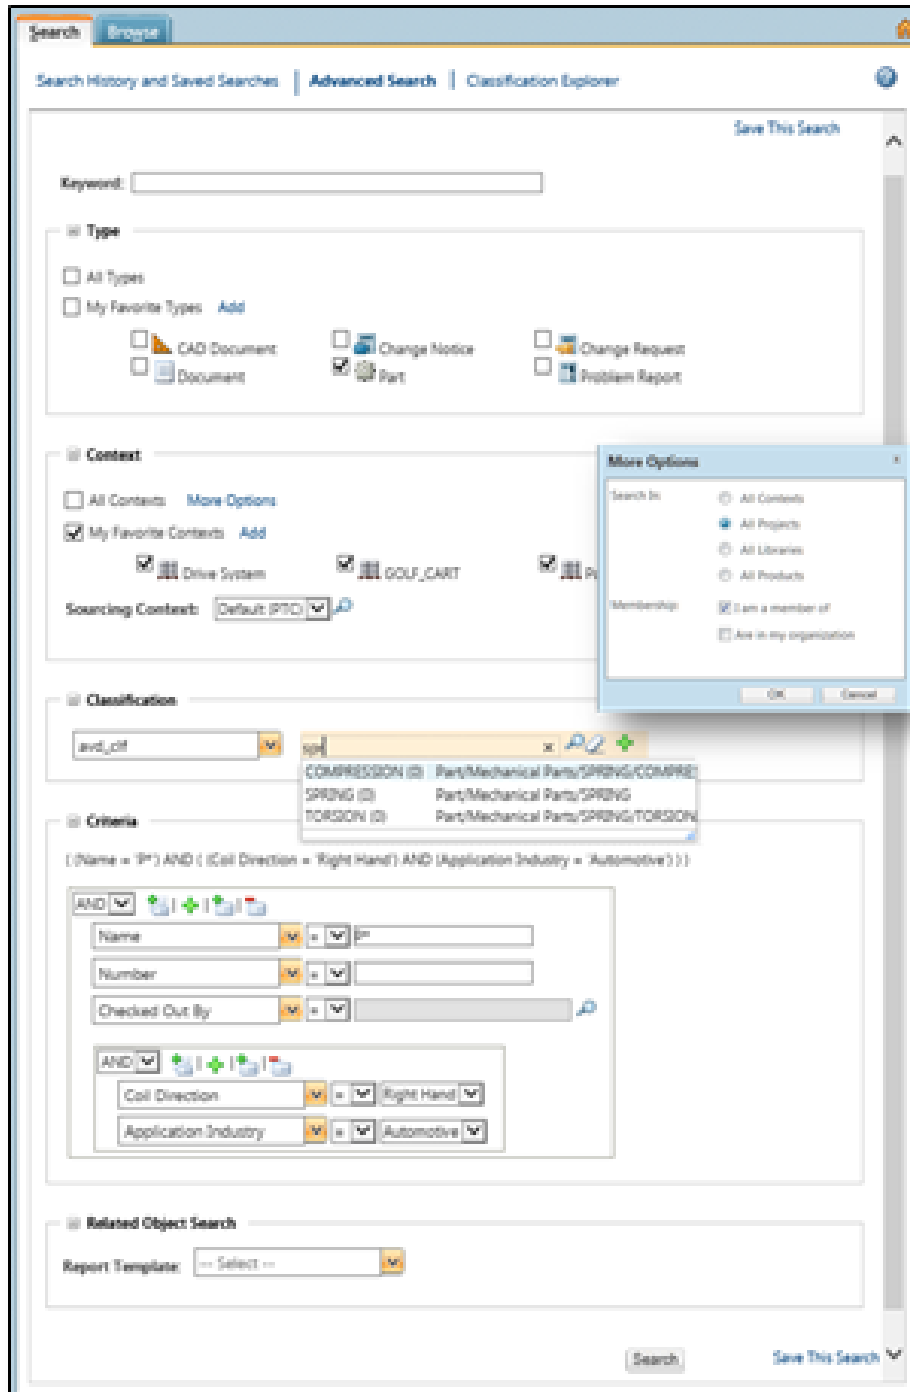 Search Browse
Search History and Saved Searches | Advanced Search | Classification Explorer
Save This Search
Keyword:
Type
All Types
My Favorite Types Add
CAD Document Change Notice Change Request
Document Part Problem Report
Context
All Contexts More Options
My Favorite Contexts Add
Drive System GOLF_CART
Sourcing Context: Default (PTC)
More Options
Search In: All Contexts
All Projects
All Libraries
All Products
Membership: I am a member of
Are in my organization
OK Cancel
Classification
avd_clf spr
COMPRESSION (0) Part/Mechanical Parts/SPRING/COMPRE
SPRING (0) Part/Mechanical Parts/SPRING
TORSION (0) Part/Mechanical Parts/SPRING/TORSION
Criteria
( (Name = 'P*') AND ( (Coil Direction = 'Right Hand') AND (Application Industry = 'Automotive') ) )
AND
Name =
Number =
Checked Out By =
AND
Coil Direction = Right Hand
Application Industry = Automotive
Related Object Search
Report Template: -- Select --
Search Save This Search